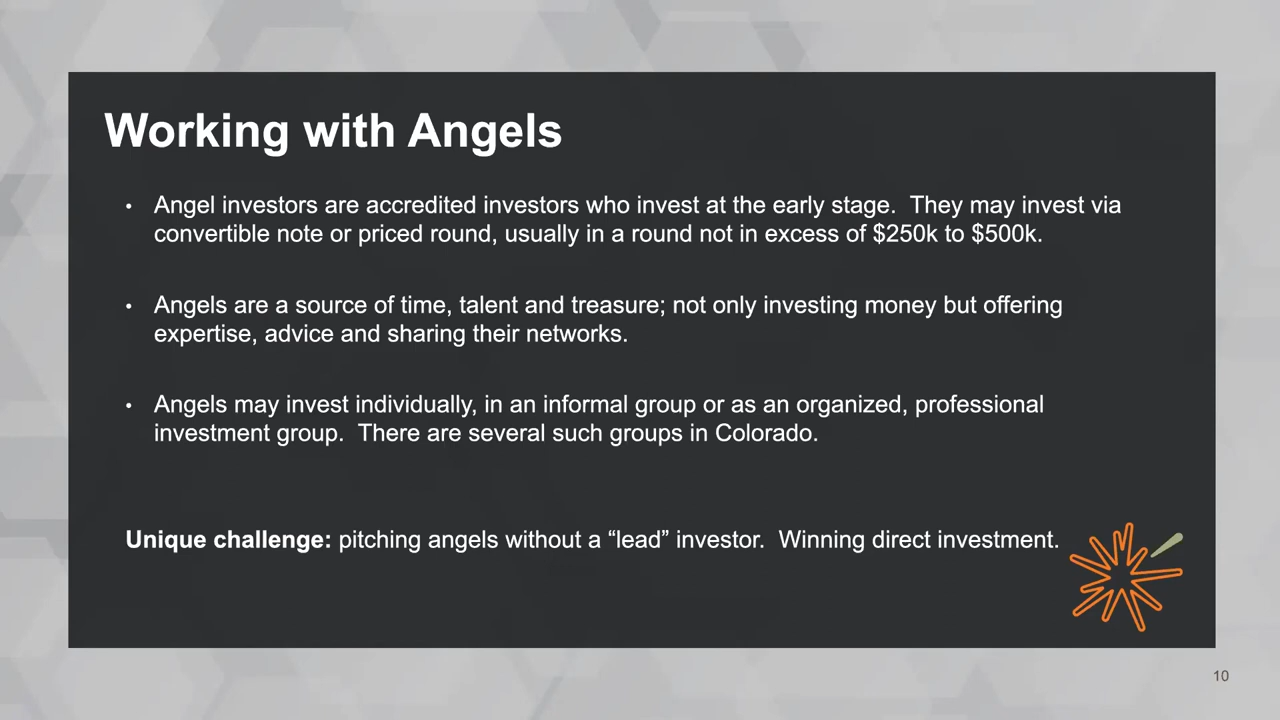 Working with Angels
• Angel investors are accredited investors who invest at the early stage.  They may invest via
convertible note or priced round, usually in a round not in excess of $250k to $500k.
• Angels are a source of time, talent and treasure; not only investing money but offering
expertise, advice and sharing their networks.
• Angels may invest individually, in an informal group or as an organized, professional
investment group.  There are several such groups in Colorado.
Unique challenge: pitching angels without a “lead” investor.  Winning direct investment.
10